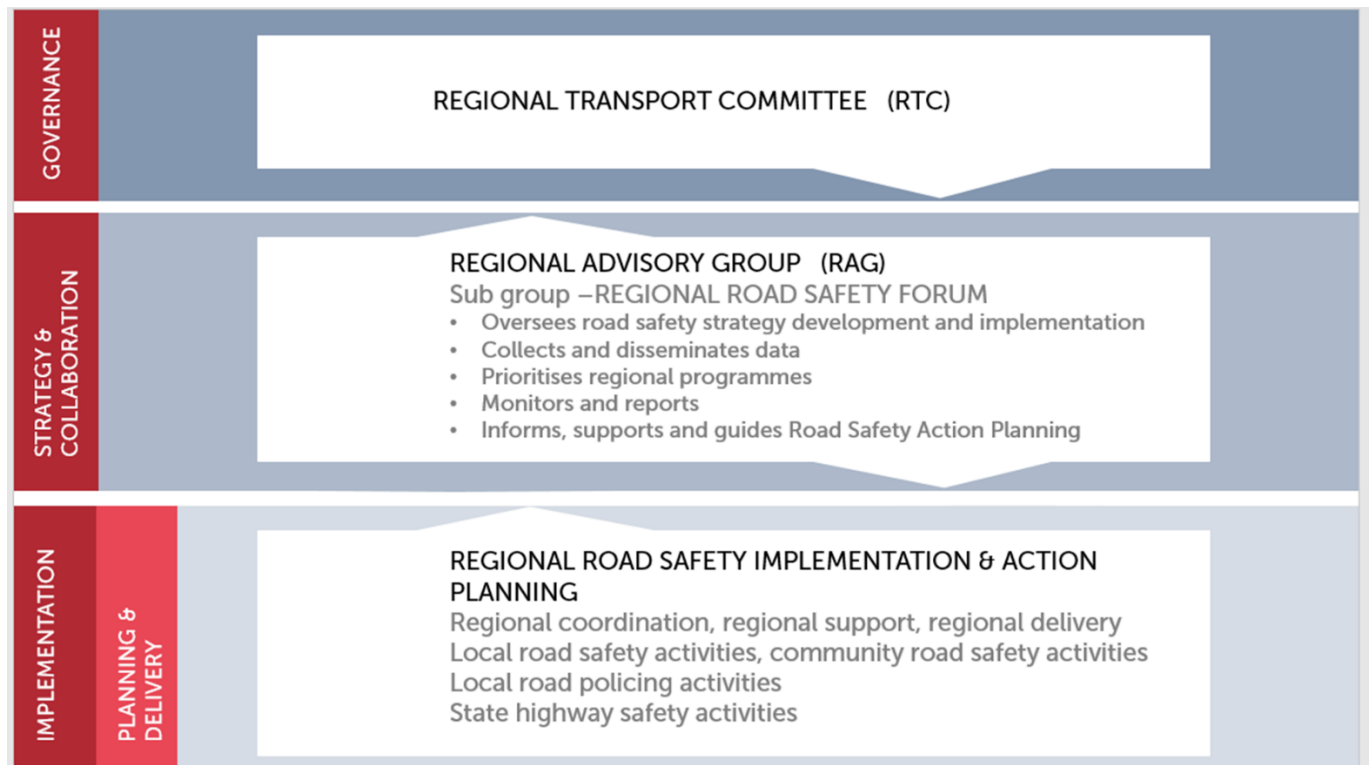 GOVERNANCE
REGIONAL TRANSPORT COMMITTEE (RTC)
STRATEGY &
COLLABORATION
REGIONAL ADVISORY GROUP (RAG)
Sub group –REGIONAL ROAD SAFETY FORUM
• Oversees road safety strategy development and implementation
• Collects and disseminates data
• Prioritises regional programmes
• Monitors and reports
• Informs, supports and guides Road Safety Action Planning
IMPLEMENTATION
PLANNING &
DELIVERY
REGIONAL ROAD SAFETY IMPLEMENTATION & ACTION
PLANNING
Regional coordination, regional support, regional delivery
Local road safety activities, community road safety activities
Local road policing activities
State highway safety activities